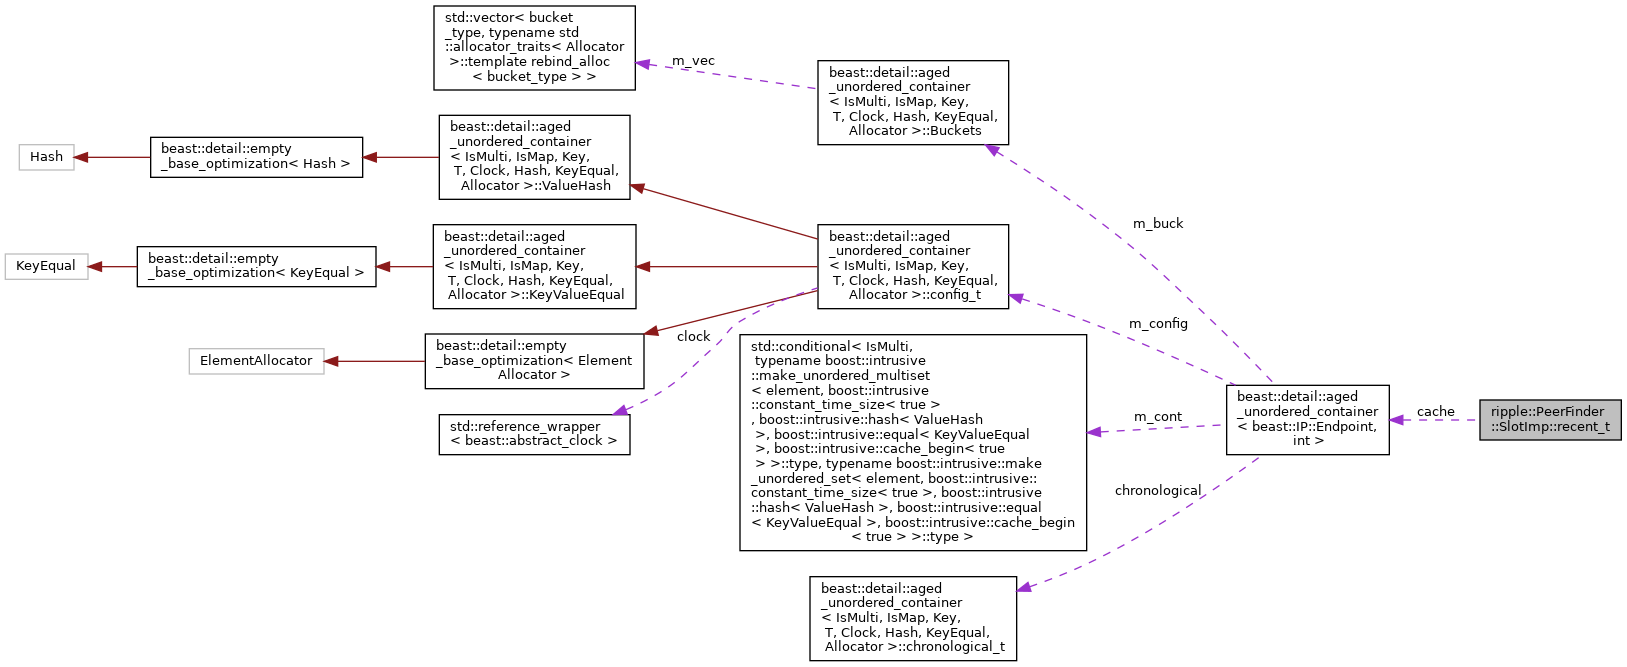 std::vector< bucket
_type, typename std
::allocator_traits< Allocator
>::template rebind_alloc
< bucket_type > >
m_vec
beast::detail::aged
_unordered_container
< IsMulti, IsMap, Key,
T, Clock, Hash, KeyEqual,
Allocator >::Buckets
Hash
beast::detail::empty
_base_optimization< Hash >
beast::detail::aged
_unordered_container
< IsMulti, IsMap, Key,
T, Clock, Hash, KeyEqual,
Allocator >::ValueHash
m_buck
KeyEqual
beast::detail::empty
_base_optimization< KeyEqual >
beast::detail::aged
_unordered_container
< IsMulti, IsMap, Key,
T, Clock, Hash, KeyEqual,
Allocator >::KeyValueEqual
beast::detail::aged
_unordered_container
< IsMulti, IsMap, Key,
T, Clock, Hash, KeyEqual,
Allocator >::config_t
m_config
clock
ElementAllocator
beast::detail::empty
_base_optimization< Element
Allocator >
std::reference_wrapper
< beast::abstract_clock >
std::conditional< IsMulti,
typename boost::intrusive
::make_unordered_multiset
< element, boost::intrusive
::constant_time_size< true >
, boost::intrusive::hash< ValueHash
>, boost::intrusive::equal< KeyValueEqual
>, boost::intrusive::cache_begin< true
> >::type, typename boost::intrusive::make
_unordered_set< element, boost::intrusive::
constant_time_size< true >, boost::intrusive
::hash< ValueHash >, boost::intrusive::equal
< KeyValueEqual >, boost::intrusive::cache_begin
< true > >::type >
m_cont
beast::detail::aged
_unordered_container
< beast::IP::Endpoint,
int >
cache
ripple::PeerFinder
::SlotImp::recent_t
chronological
beast::detail::aged
_unordered_container
< IsMulti, IsMap, Key,
T, Clock, Hash, KeyEqual,
Allocator >::chronological_t